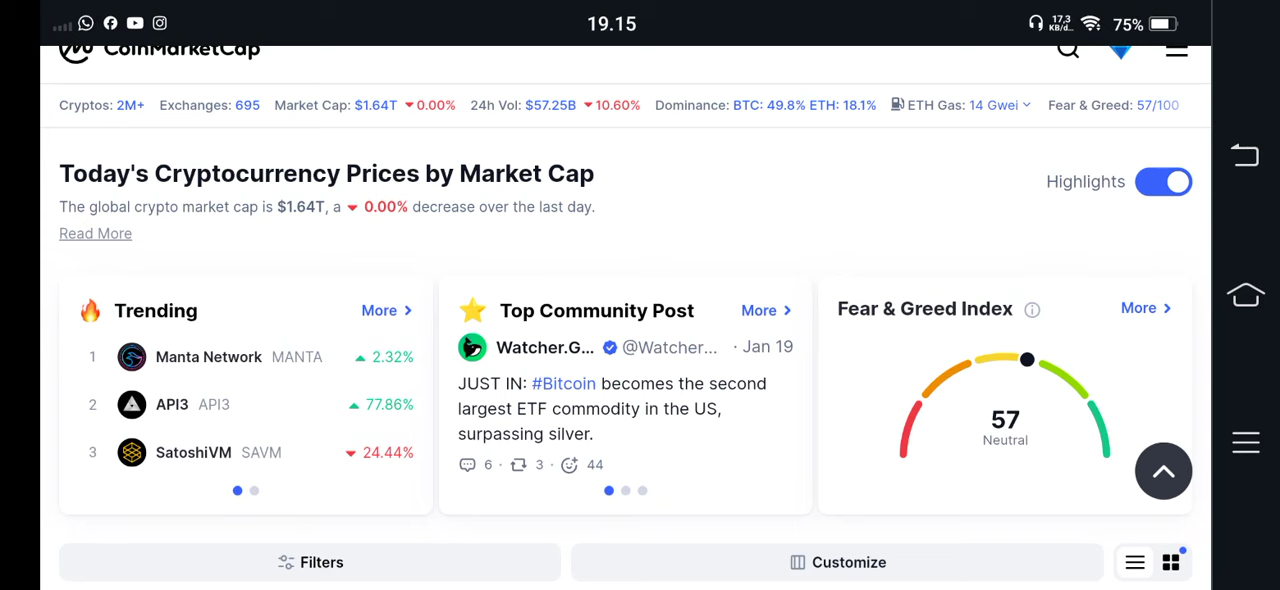 19.15
17,3
KB/d...
75%
CoinMarketCap
Cryptos: 2M+ Exchanges: 695 Market Cap: $1.64T 0.00% 24h Vol: $57.25B 10.60% Dominance: BTC: 49.8% ETH: 18.1% ETH Gas: 14 Gwei Fear & Greed: 57/100
Today's Cryptocurrency Prices by Market Cap
Highlights
The global crypto market cap is $1.64T, a 0.00% decrease over the last day.
Read More
Trending More
1 Manta Network MANTA 2.32%
2 API3 API3 77.86%
3 SatoshiVM SAVM 24.44%
Top Community Post More
Watcher.G... @Watcher... · Jan 19
JUST IN: #Bitcoin becomes the second
largest ETF commodity in the US,
surpassing silver.
6 · 3 · 44
Fear & Greed Index More
57
Neutral
Filters
Customize